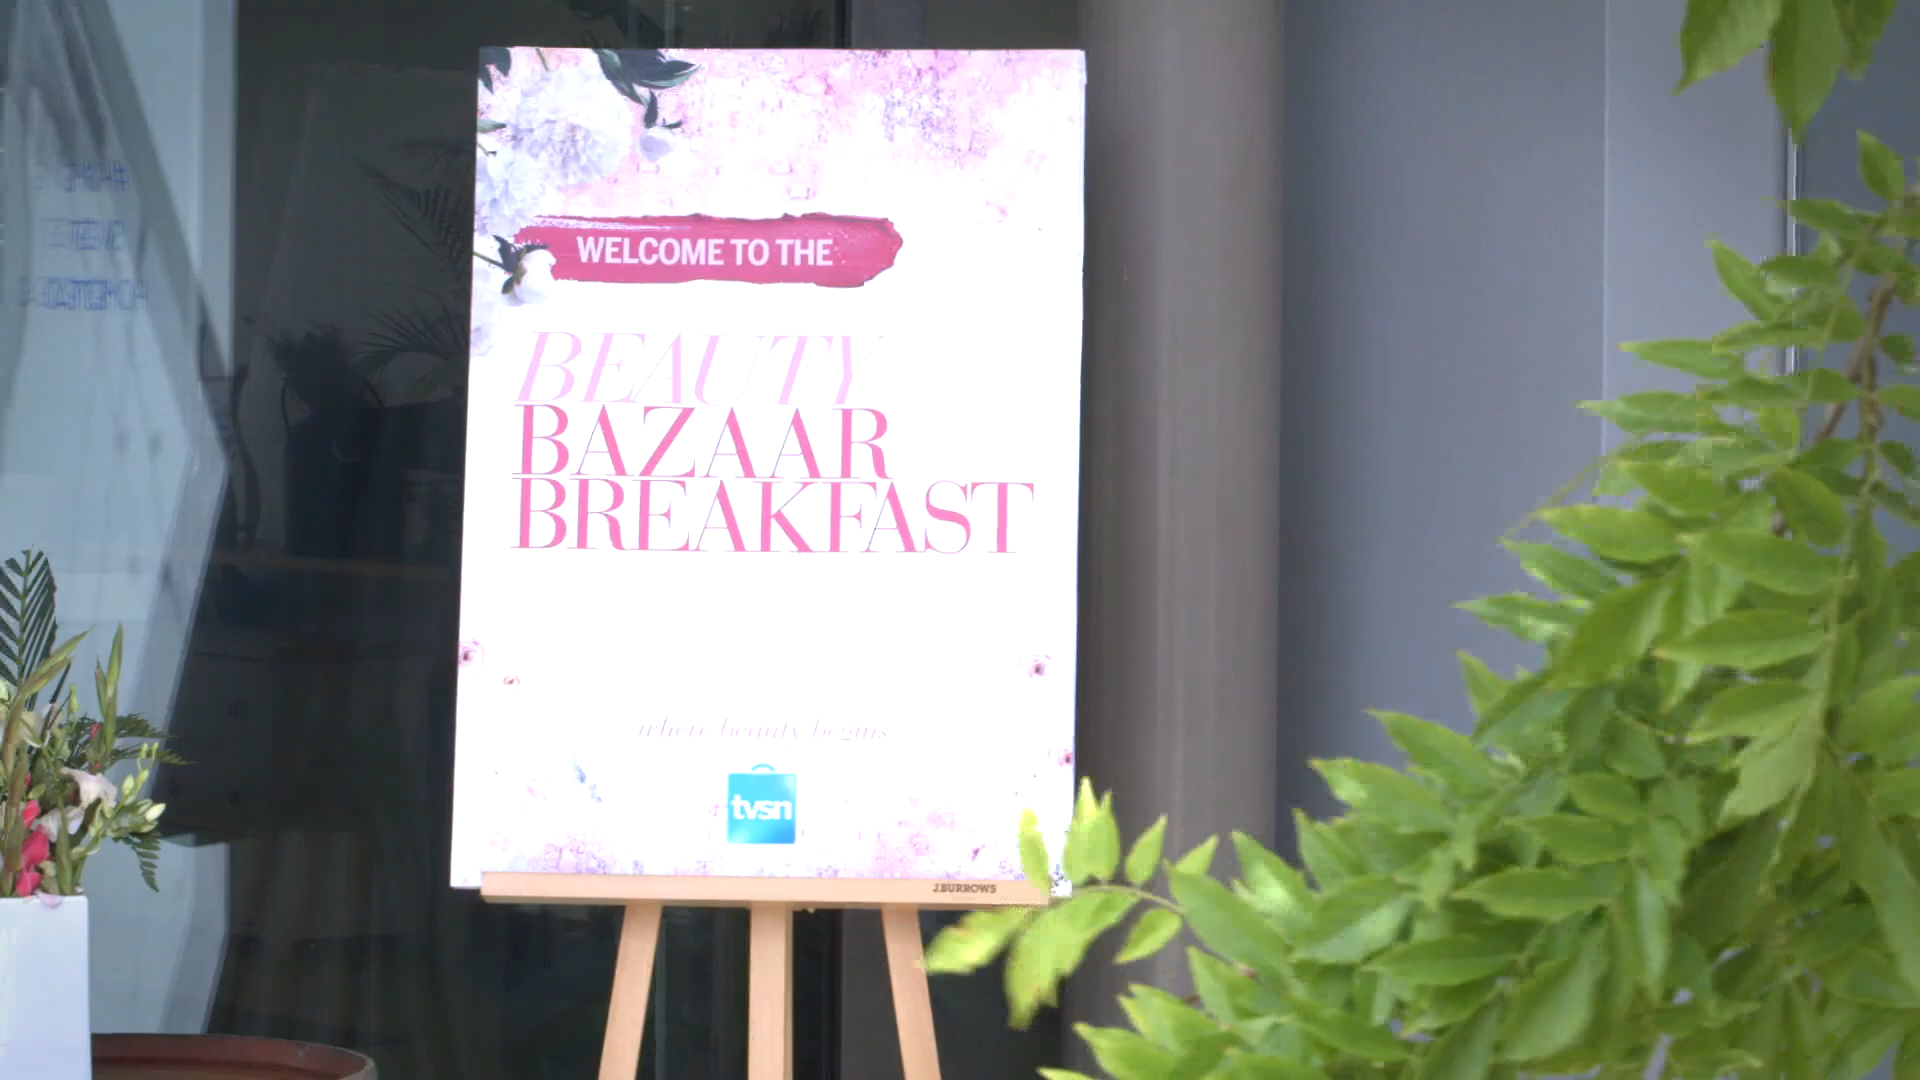 WELCOME TO THE
BEAUTY
BAZAAR
BREAKFAST
where beauty begins
tvsn
J.BURROWS